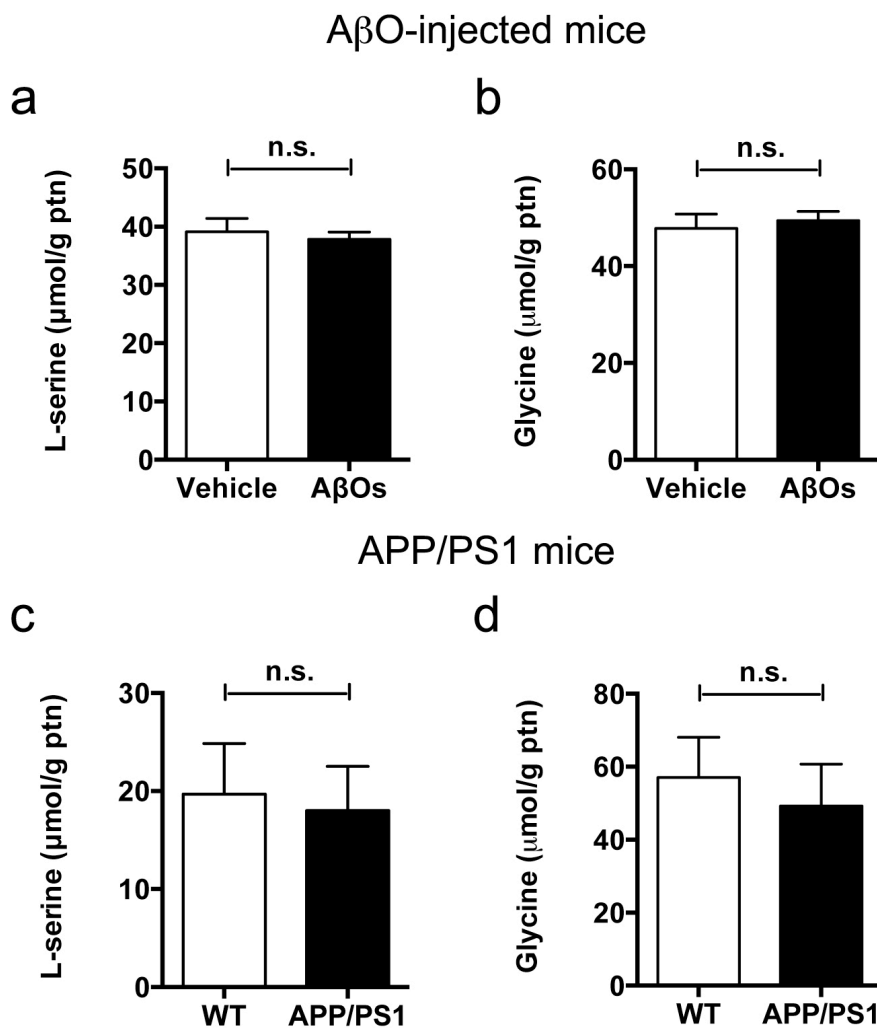 AβO-injected mice
a
b
n.s.
n.s.
L-serine (µmol/g ptn)
50
40
30
20
10
0
Vehicle
AβOs
Glycine (µmol/g ptn)
60
40
20
0
Vehicle
AβOs
APP/PS1 mice
c
d
n.s.
n.s.
L-serine (µmol/g ptn)
30
20
10
0
WT
APP/PS1
Glycine (µmol/g ptn)
80
60
40
20
0
WT
APP/PS1